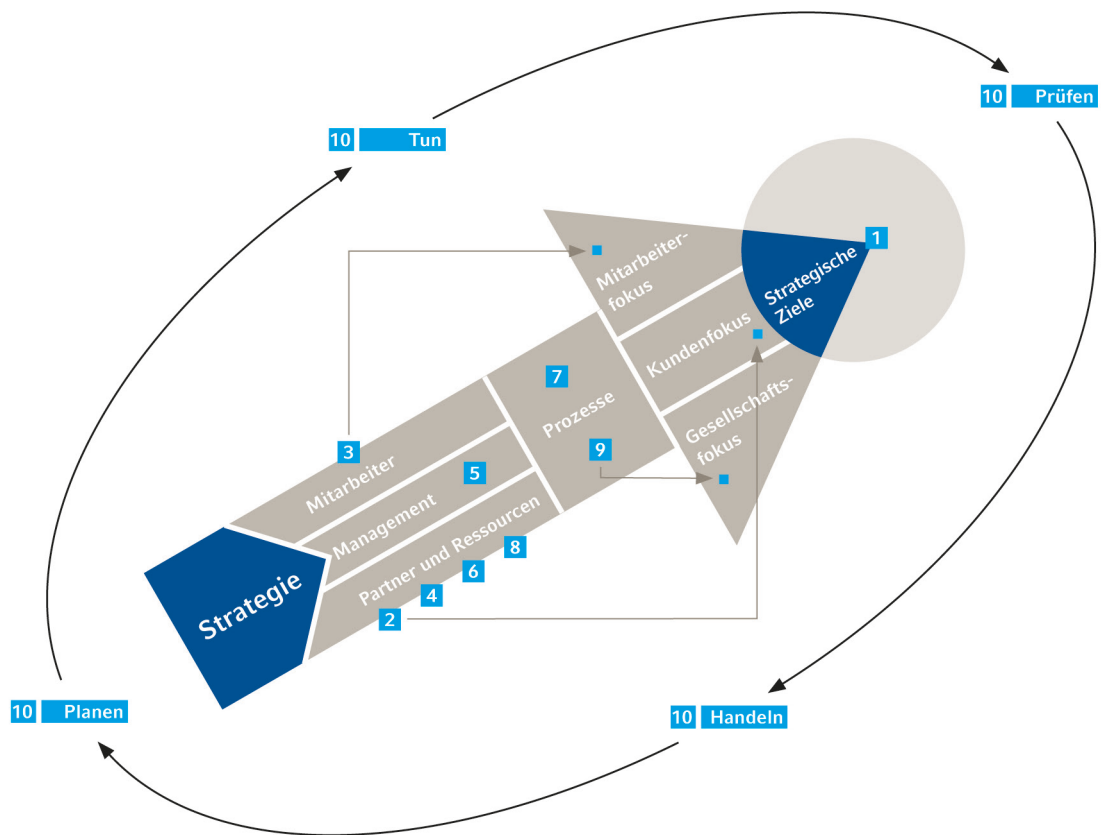 10 Prüfen
10 Tun
1
Mitarbeiter-
fokus
Strategische
Ziele
Kundenfokus
7
Prozesse
Gesellschafts-
fokus
9
3
Mitarbeiter
5
Management
Partner und Ressourcen
8
6
4
2
Strategie
10 Planen
10 Handeln